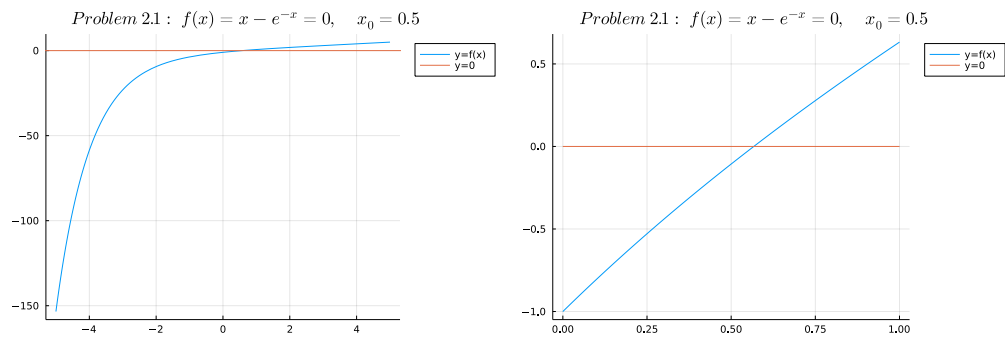 Problem 2.1 : f(x) = x − e^{−x} = 0,    x_0 = 0.5
y=f(x)
y=0
0
−50
−100
−150
−4 −2 0 2 4
Problem 2.1 : f(x) = x − e^{−x} = 0,    x_0 = 0.5
y=f(x)
y=0
0.5
0.0
−0.5
−1.0
0.00 0.25 0.50 0.75 1.00